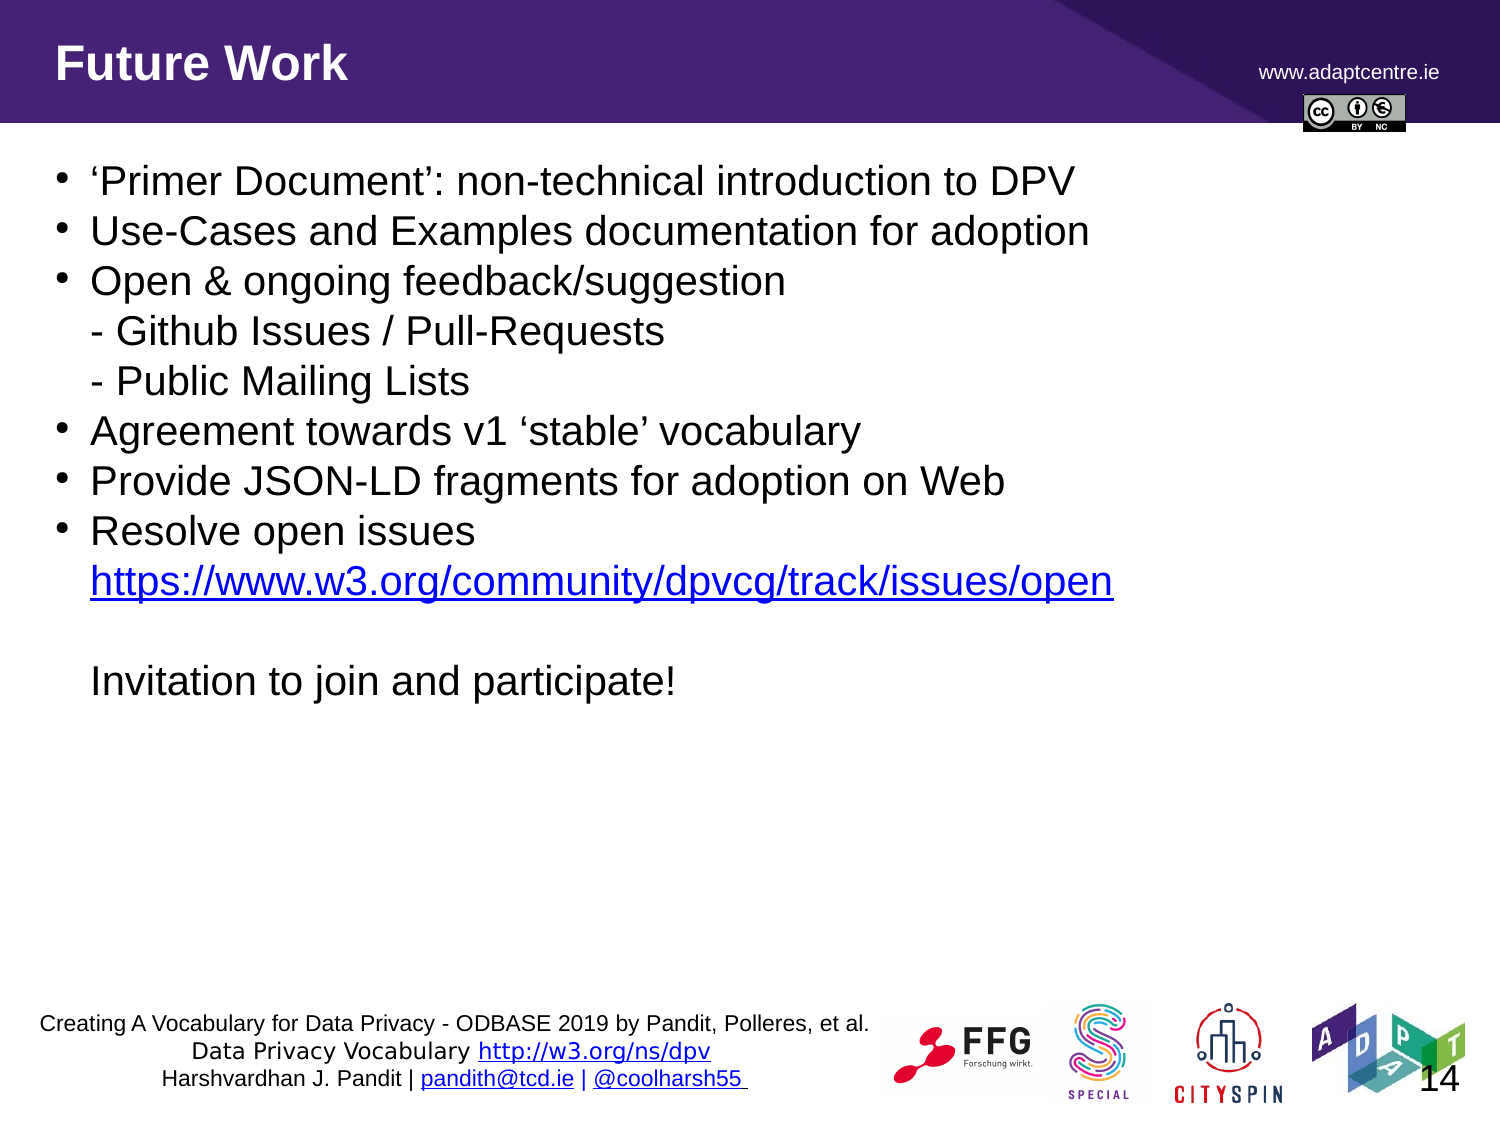 Future Work
www.adaptcentre.ie
cc BY NC
• ‘Primer Document’: non-technical introduction to DPV
• Use-Cases and Examples documentation for adoption
• Open & ongoing feedback/suggestion
- Github Issues / Pull-Requests
- Public Mailing Lists
• Agreement towards v1 ‘stable’ vocabulary
• Provide JSON-LD fragments for adoption on Web
• Resolve open issues
https://www.w3.org/community/dpvcg/track/issues/open
Invitation to join and participate!
Creating A Vocabulary for Data Privacy - ODBASE 2019 by Pandit, Polleres, et al.
Data Privacy Vocabulary http://w3.org/ns/dpv
Harshvardhan J. Pandit | pandith@tcd.ie | @coolharsh55
FFG
Forschung wirkt.
SPECIAL
CITYSPIN
ADAPT
14